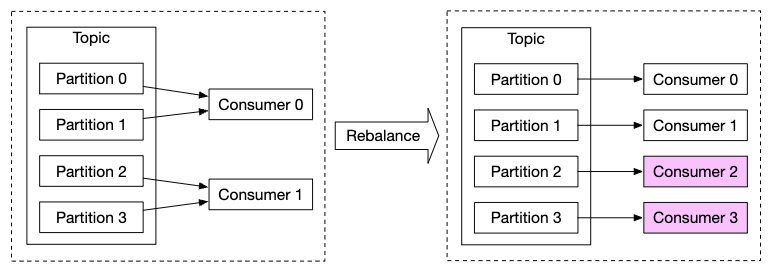 Topic
Partition 0
Partition 1
Partition 2
Partition 3
Consumer 0
Consumer 1
Rebalance
Topic
Partition 0
Partition 1
Partition 2
Partition 3
Consumer 0
Consumer 1
Consumer 2
Consumer 3